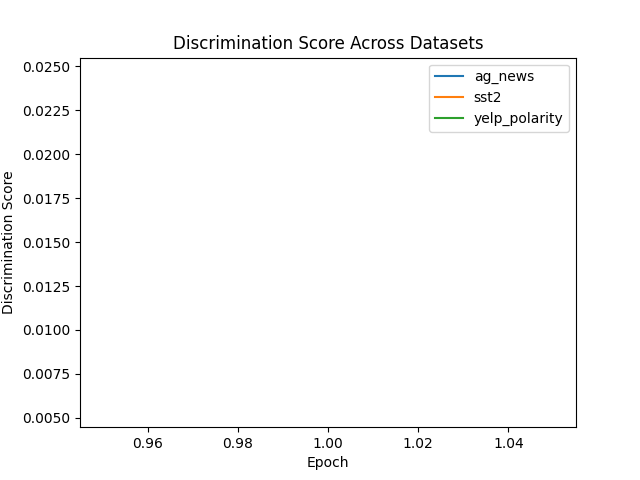 Discrimination Score Across Datasets
0.0250
0.0225
0.0200
0.0175
0.0150
0.0125
0.0100
0.0075
0.0050
Discrimination Score
ag_news
sst2
yelp_polarity
0.96 0.98 1.00 1.02 1.04
Epoch